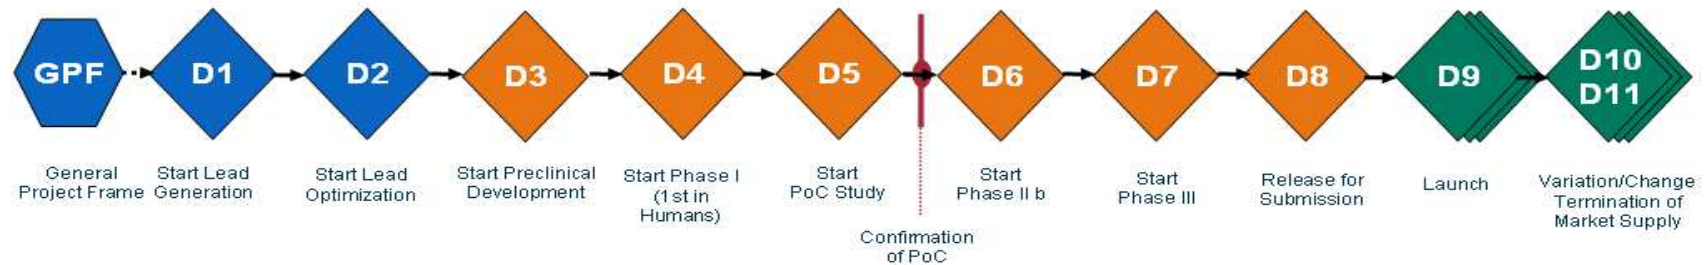 GPF
D1
D2
D3
D4
D5
D6
D7
D8
D9
D10
D11
General
Project Frame
Start Lead
Generation
Start Lead
Optimization
Start Preclinical
Development
Start Phase I
(1st in
Humans)
Start
PoC Study
Confirmation
of PoC
Start
Phase II b
Start
Phase III
Release for
Submission
Launch
Variation/Change
Termination of
Market Supply